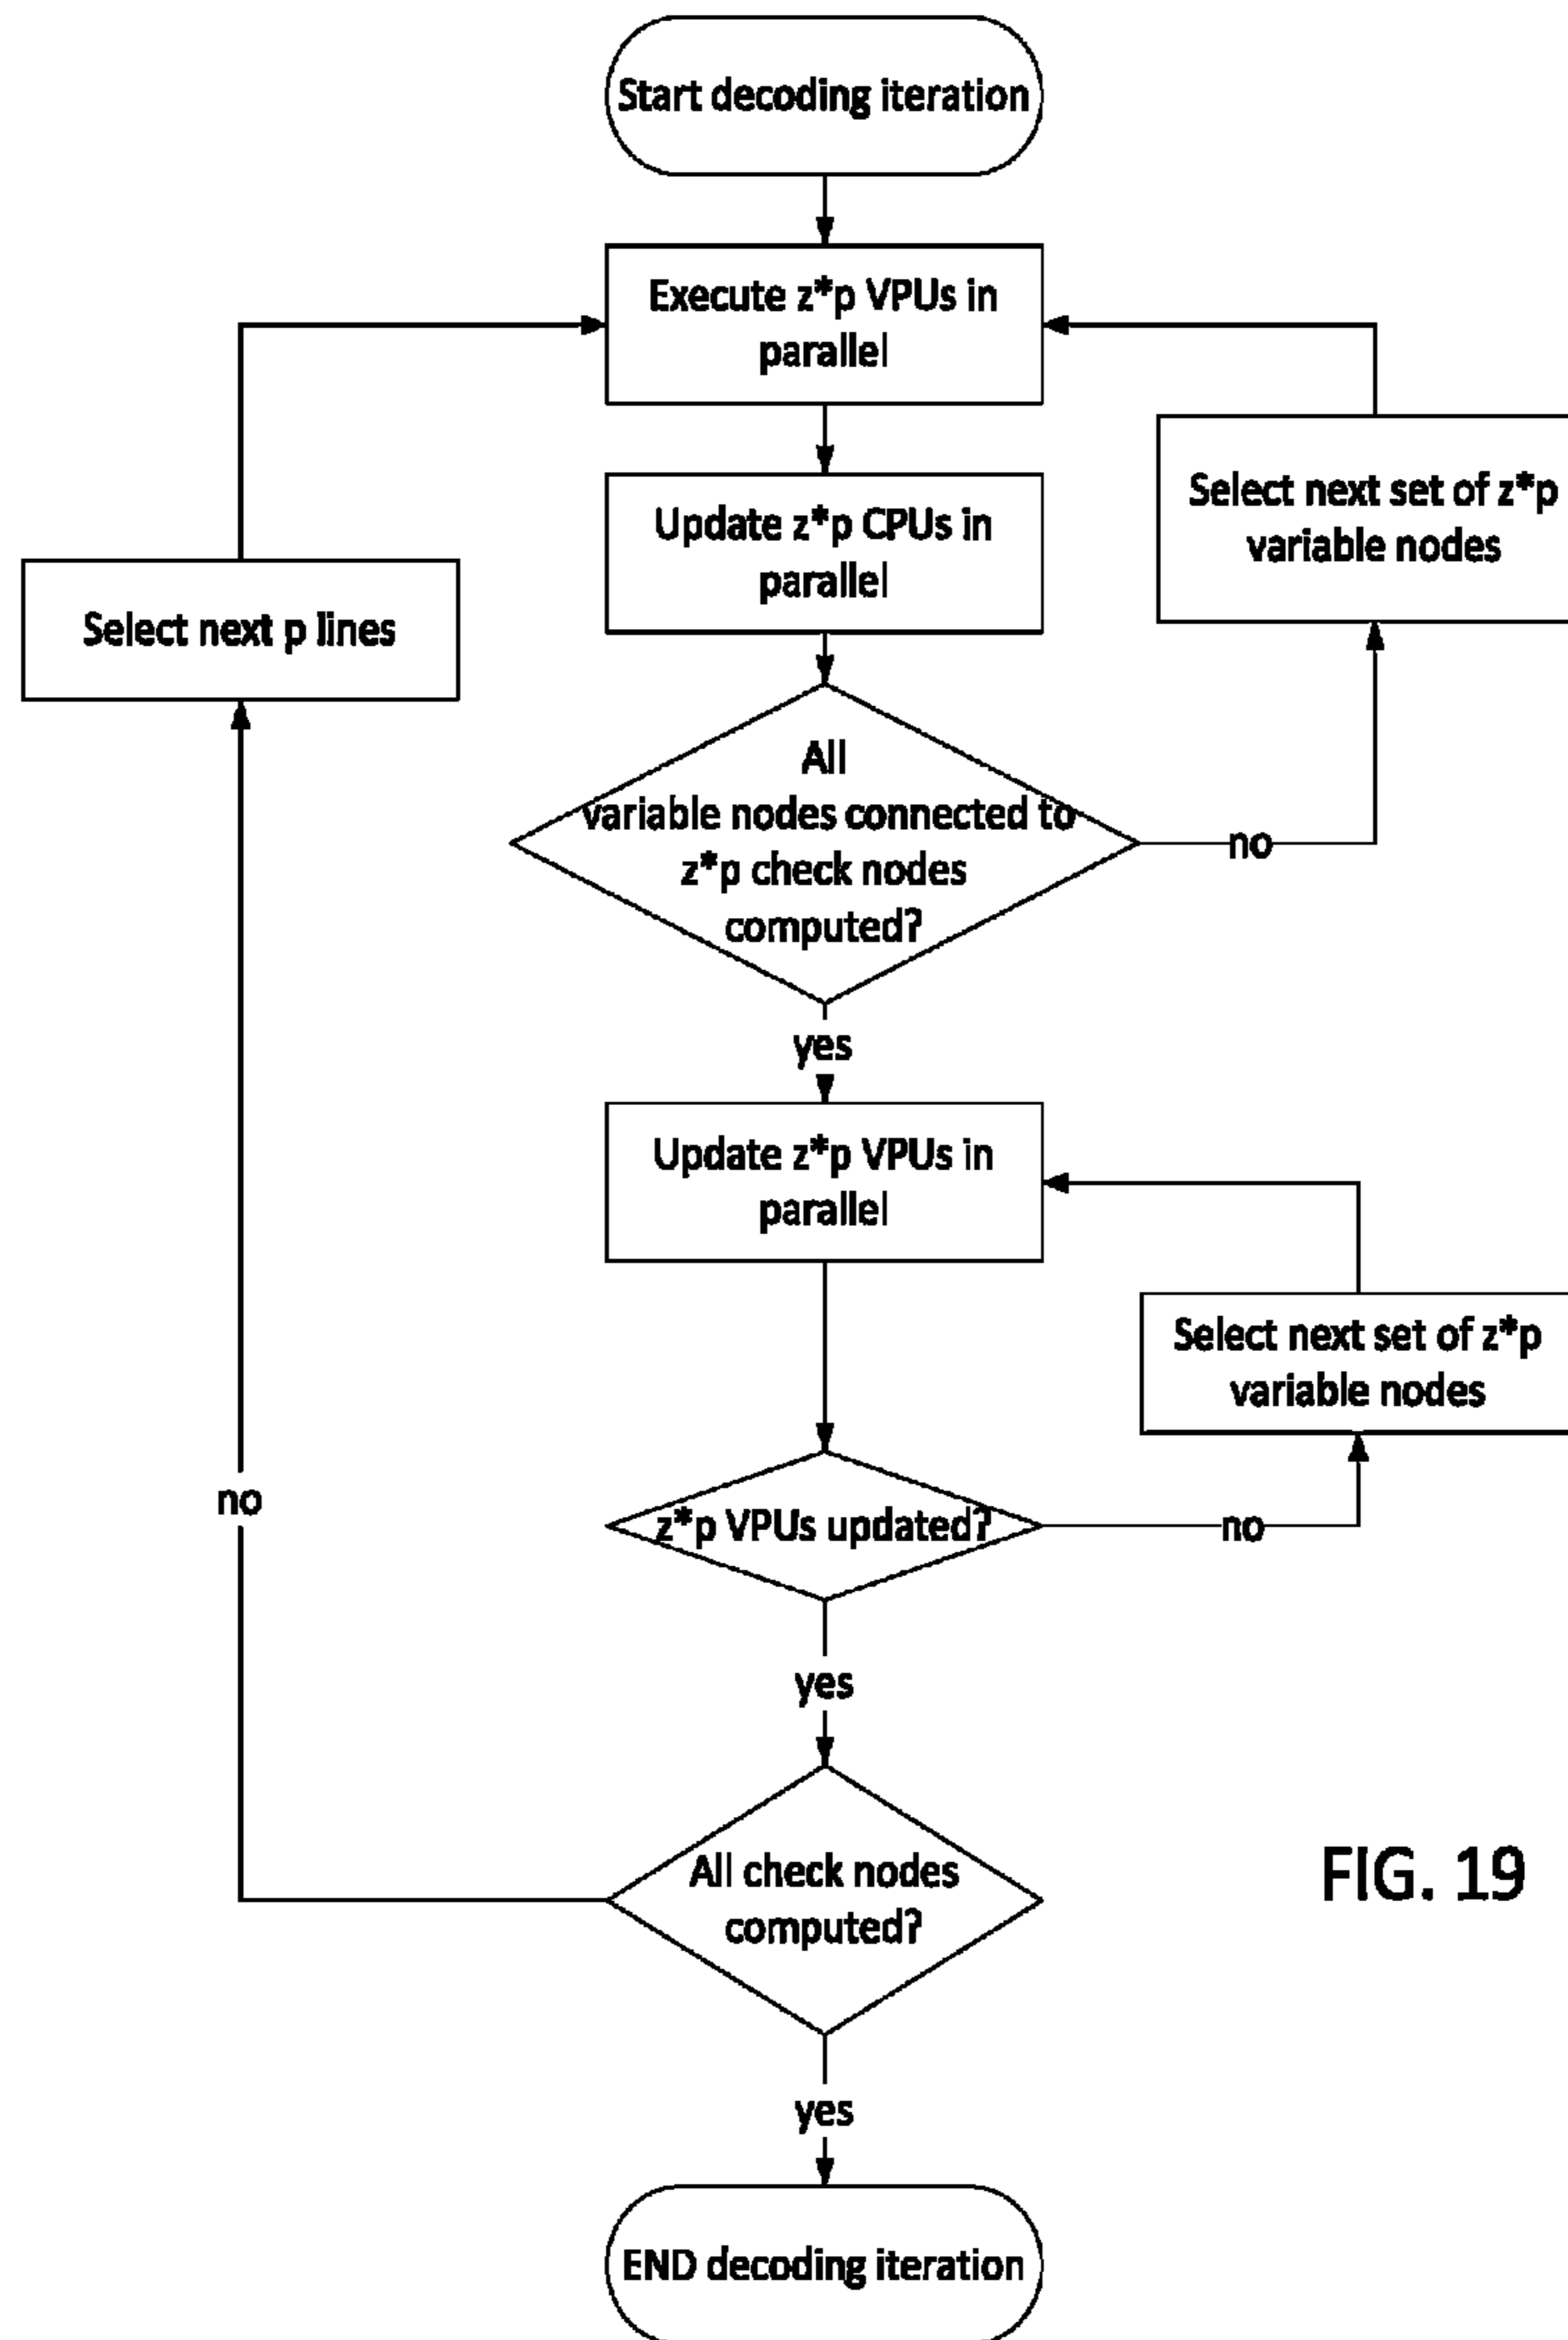 Start decoding iteration
Execute z*p VPUs in
parallel
Select next set of z*p
variable nodes
Update z*p CPUs in
parallel
Select next p lines
All
variable nodes connected to
z*p check nodes
computed?
no
yes
Update z*p VPUs in
parallel
Select next set of z*p
variable nodes
no
z*p VPUs updated?
no
yes
All check nodes
computed?
FIG. 19
yes
END decoding iteration